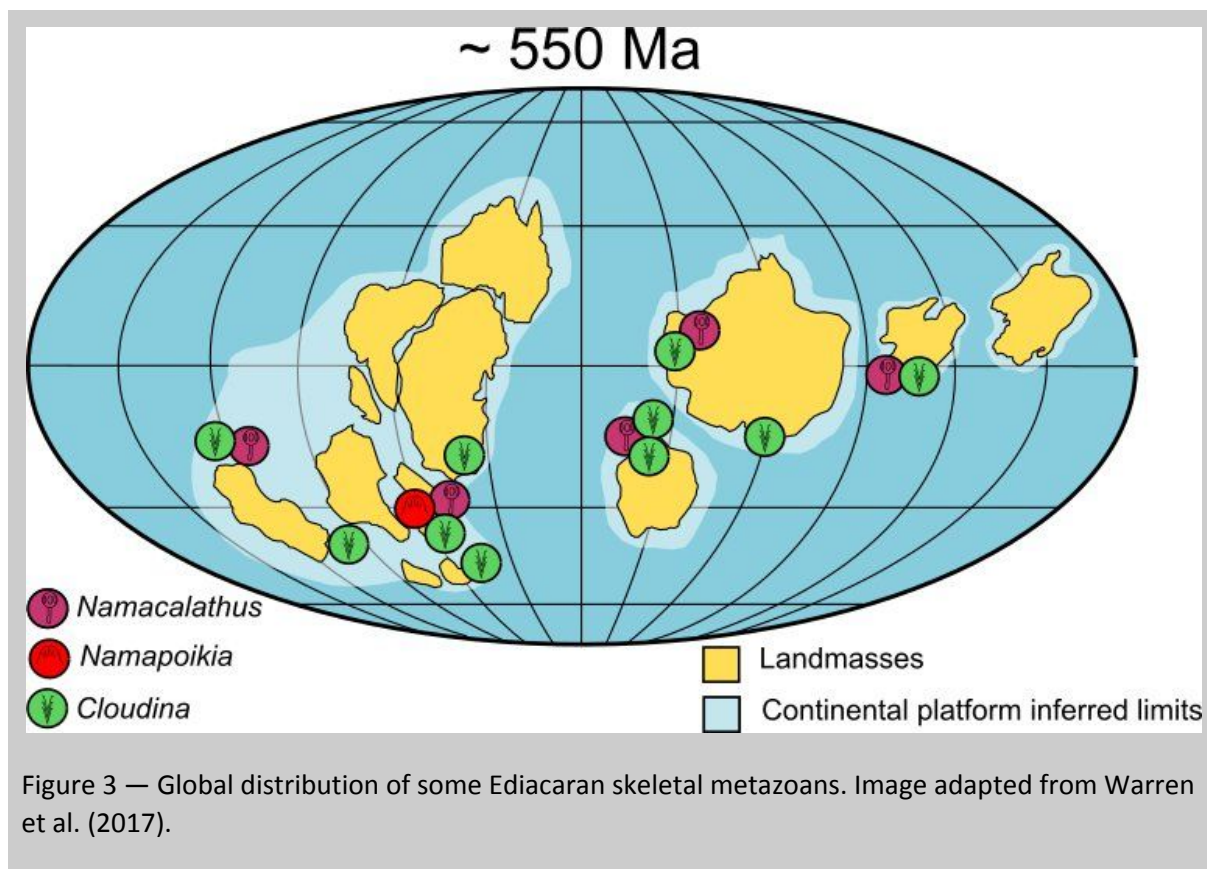 ~ 550 Ma
Namacalathus
Namapoikia
Cloudina
Landmasses
Continental platform inferred limits
Figure 3 — Global distribution of some Ediacaran skeletal metazoans. Image adapted from Warren
et al. (2017).